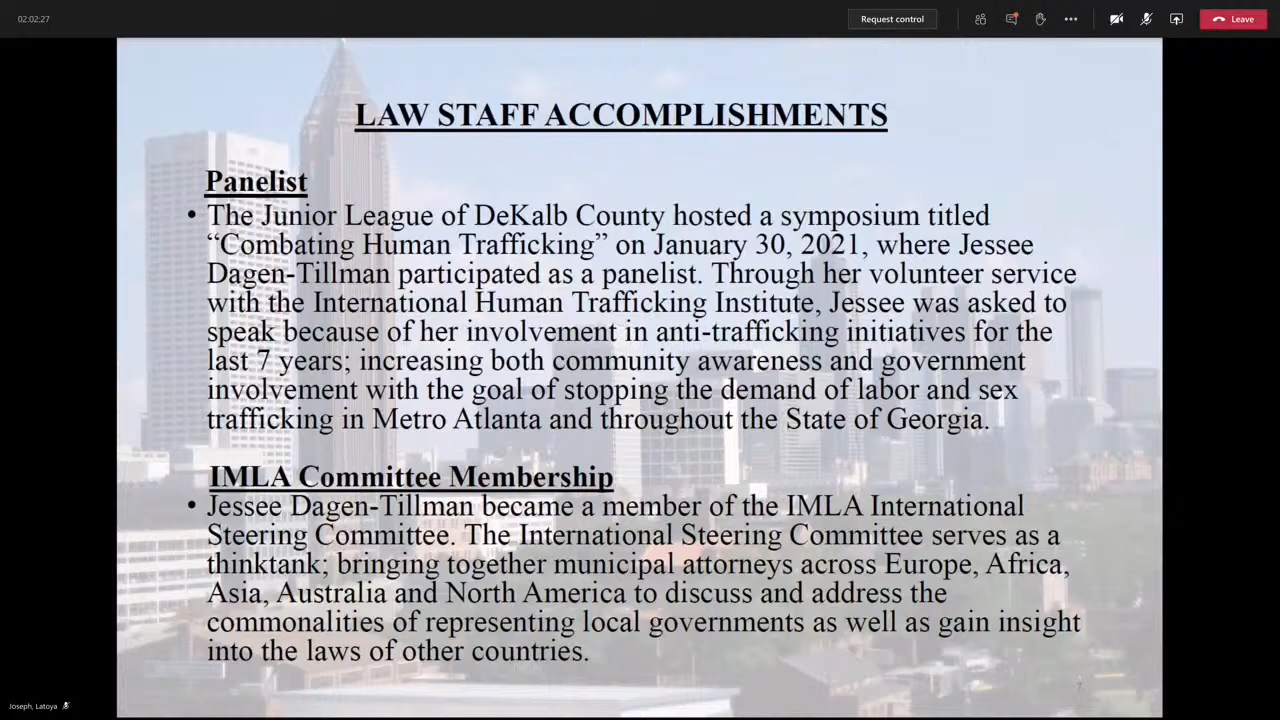 02:02:27
Request control
Leave
LAW STAFF ACCOMPLISHMENTS
Panelist
• The Junior League of DeKalb County hosted a symposium titled
“Combating Human Trafficking” on January 30, 2021, where Jessee
Dagen-Tillman participated as a panelist. Through her volunteer service
with the International Human Trafficking Institute, Jessee was asked to
speak because of her involvement in anti-trafficking initiatives for the
last 7 years; increasing both community awareness and government
involvement with the goal of stopping the demand of labor and sex
trafficking in Metro Atlanta and throughout the State of Georgia.
IMLA Committee Membership
• Jessee Dagen-Tillman became a member of the IMLA International
Steering Committee. The International Steering Committee serves as a
thinktank; bringing together municipal attorneys across Europe, Africa,
Asia, Australia and North America to discuss and address the
commonalities of representing local governments as well as gain insight
into the laws of other countries.
Joseph, Latoya